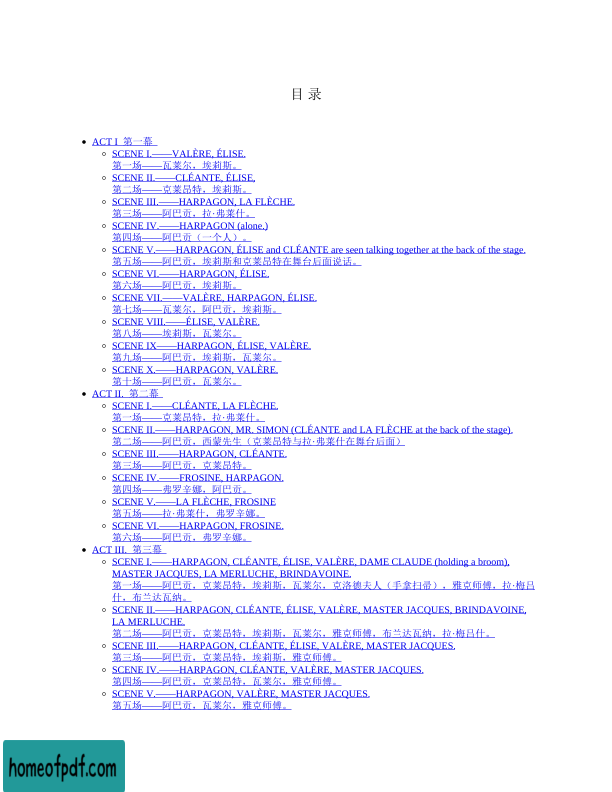 目 录
ACT I 第一幕
SCENE I.——VALÈRE, ÉLISE.
第一场——瓦莱尔，埃莉斯。
SCENE II.——CLÉANTE, ÉLISE,
第二场——克莱昂特，埃莉斯。
SCENE III.——HARPAGON, LA FLÈCHE.
第三场——阿巴贡，拉·弗莱什。
SCENE IV.——HARPAGON (alone.)
第四场——阿巴贡（一个人）。
SCENE V.——HARPAGON, ÉLISE and CLÉANTE are seen talking together at the back of the stage.
第五场——阿巴贡，埃莉斯和克莱昂特在舞台后面说话。
SCENE VI.——HARPAGON, ÉLISE.
第六场——阿巴贡，埃莉斯。
SCENE VII.——VALÈRE, HARPAGON, ÉLISE.
第七场——瓦莱尔，阿巴贡，埃莉斯。
SCENE VIII.——ÉLISE, VALÈRE.
第八场——埃莉斯，瓦莱尔。
SCENE IX——HARPAGON, ÉLISE, VALÈRE.
第九场——阿巴贡，埃莉斯，瓦莱尔。
SCENE X.——HARPAGON, VALÈRE.
第十场——阿巴贡，瓦莱尔。
ACT II. 第二幕
SCENE I.——CLÉANTE, LA FLÈCHE.
第一场——克莱昂特，拉·弗莱什。
SCENE II.——HARPAGON, MR. SIMON (CLÉANTE and LA FLÈCHE at the back of the stage).
第二场——阿巴贡，西蒙先生（克莱昂特与拉·弗莱什在舞台后面）
SCENE III.——HARPAGON, CLÉANTE.
第三场——阿巴贡，克莱昂特。
SCENE IV.——FROSINE, HARPAGON.
第四场——弗罗辛娜，阿巴贡。
SCENE V.——LA FLÈCHE, FROSINE
第五场——拉·弗莱什，弗罗辛娜。
SCENE VI.——HARPAGON, FROSINE.
第六场——阿巴贡，弗罗辛娜。
ACT III. 第三幕
SCENE I.——HARPAGON, CLÉANTE, ÉLISE, VALÈRE, DAME CLAUDE (holding a broom),
MASTER JACQUES, LA MERLUCHE, BRINDAVOINE.
第一场——阿巴贡，克莱昂特，埃莉斯，瓦莱尔，克洛德夫人（手拿扫帚），雅克师傅，拉·梅吕
什，布兰达瓦纳。
SCENE II.——HARPAGON, CLÉANTE, ÉLISE, VALÈRE, MASTER JACQUES, BRINDAVOINE,
LA MERLUCHE.
第二场——阿巴贡，克莱昂特，埃莉斯，瓦莱尔，雅克师傅，布兰达瓦纳，拉·梅吕什。
SCENE III.——HARPAGON, CLÉANTE, ÉLISE, VALÈRE, MASTER JACQUES.
第三场——阿巴贡，克莱昂特，埃莉斯，雅克师傅。
SCENE IV.——HARPAGON, CLÉANTE, VALÈRE, MASTER JACQUES.
第四场——阿巴贡，克莱昂特，瓦莱尔，雅克师傅。
SCENE V.——HARPAGON, VALÈRE, MASTER JACQUES.
第五场——阿巴贡，瓦莱尔，雅克师傅。
homeofpdf.com